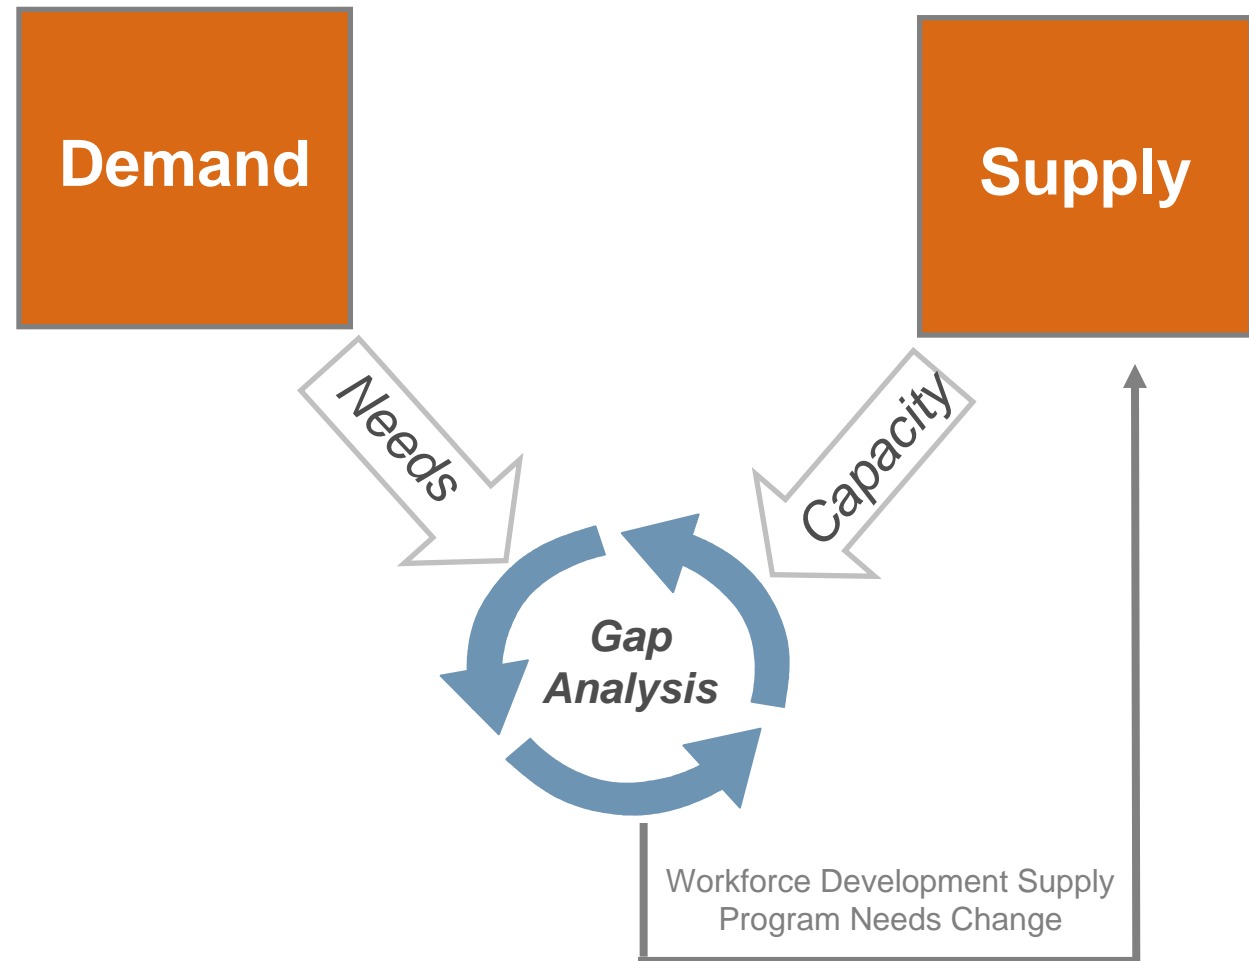 Demand
Supply
Needs
Capacity
Gap
Analysis
Workforce Development Supply
Program Needs Change